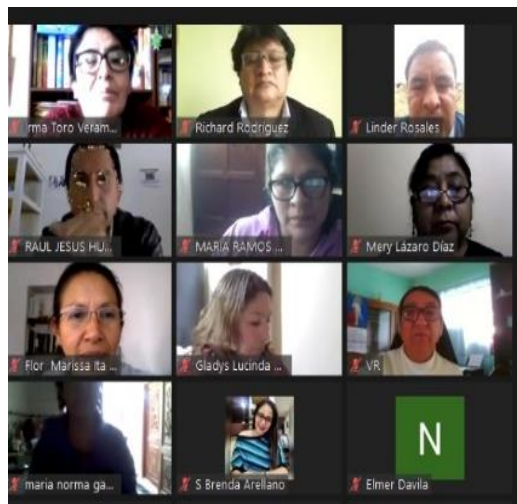 rma Toro Veram...
Richard Rodriguez
Linder Rosales
RAUL JESUS HU...
MARIA RAMOS ...
Mery Lázaro Díaz
Flor Marissa Ita ...
Gladys Lucinda ...
VR
maria norma ga...
S Brenda Arellano
N
Elmer Davila